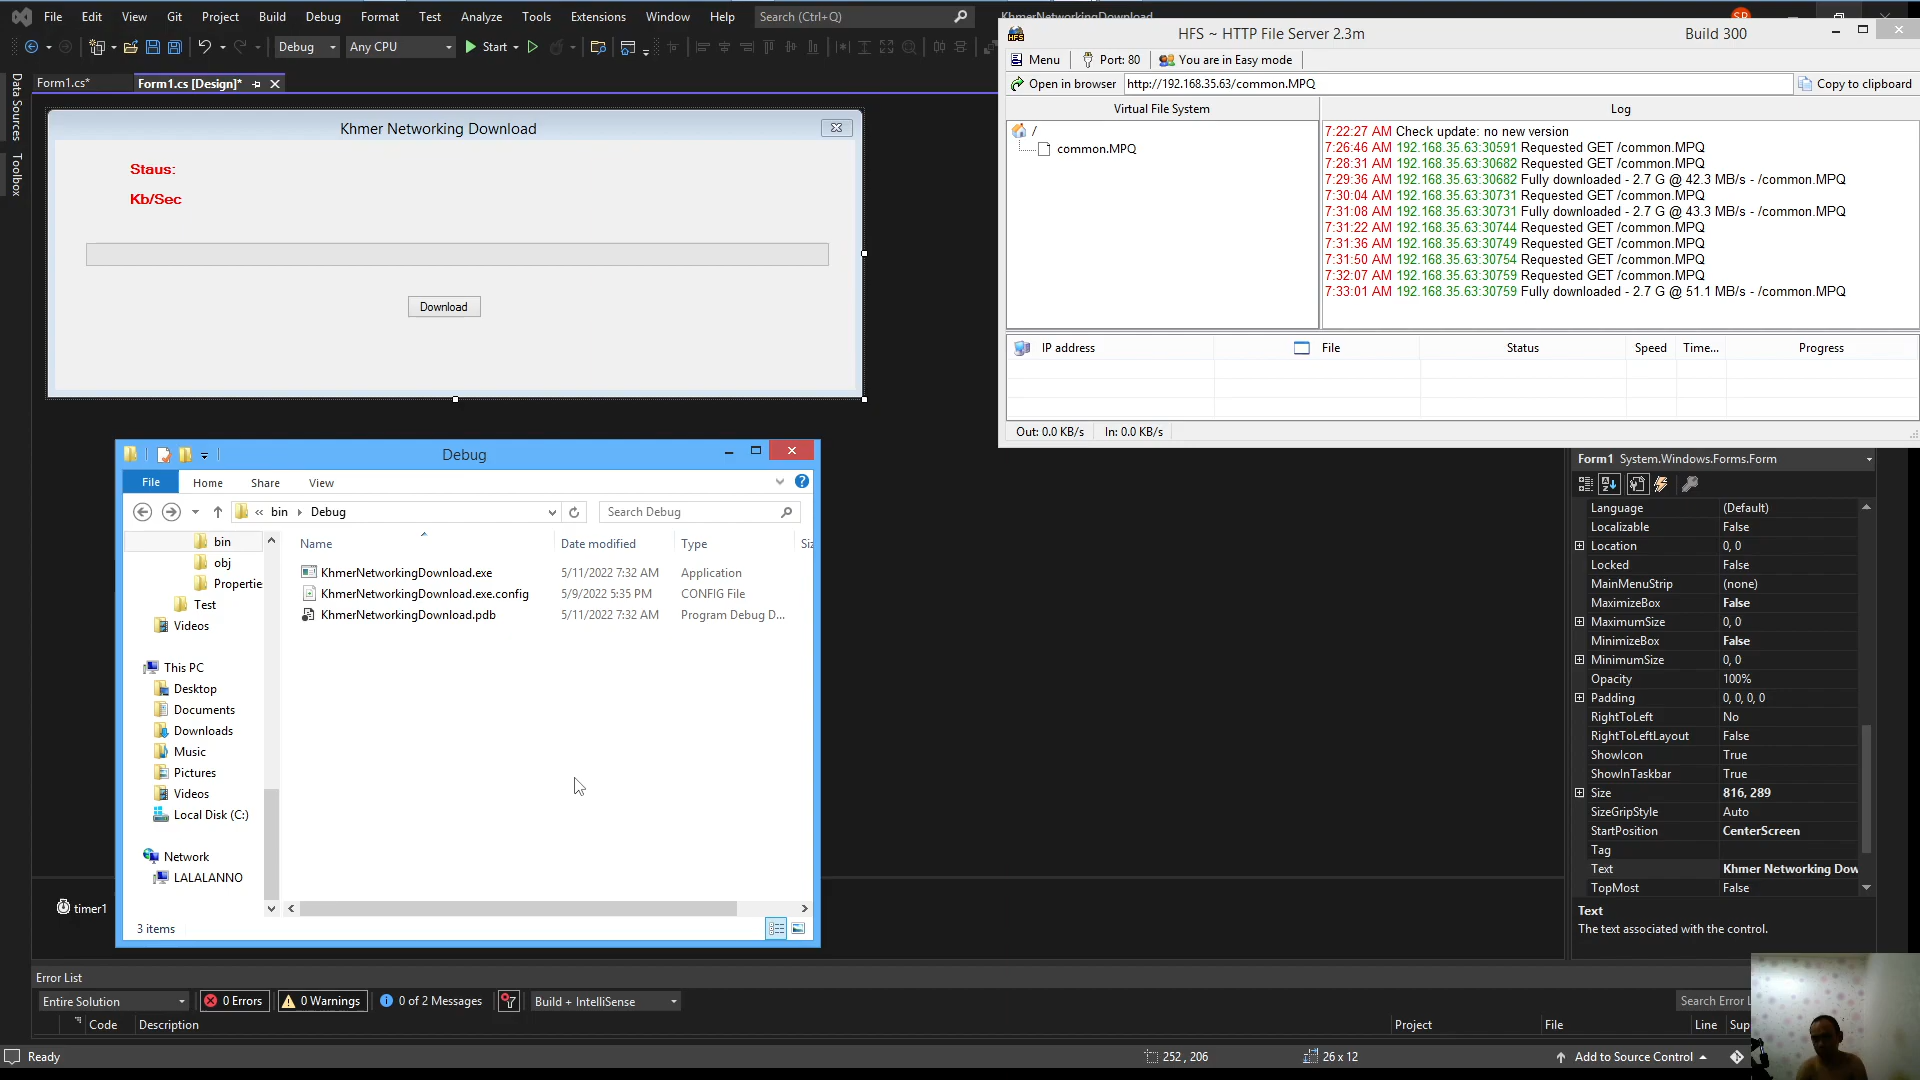 File Edit View Git Project Build Debug Format Test Analyze Tools Extensions Window Help Search (Ctrl+Q)
KhmerNetworkingDownload
SR
Debug Any CPU Start
Form1.cs* Form1.cs [Design]*
Data Sources
Toolbox
Khmer Networking Download
Staus:
Kb/Sec
Download
HFS
HFS ~ HTTP File Server 2.3m Build 300
Menu Port: 80 You are in Easy mode
Open in browser http://192.168.35.63/common.MPQ Copy to clipboard
Virtual File System
/
common.MPQ
Log
7:22:27 AM Check update: no new version
7:26:46 AM 192.168.35.63:30591 Requested GET /common.MPQ
7:28:31 AM 192.168.35.63:30682 Requested GET /common.MPQ
7:29:36 AM 192.168.35.63:30682 Fully downloaded - 2.7 G @ 42.3 MB/s - /common.MPQ
7:30:04 AM 192.168.35.63:30731 Requested GET /common.MPQ
7:31:08 AM 192.168.35.63:30731 Fully downloaded - 2.7 G @ 43.3 MB/s - /common.MPQ
7:31:22 AM 192.168.35.63:30744 Requested GET /common.MPQ
7:31:36 AM 192.168.35.63:30749 Requested GET /common.MPQ
7:31:50 AM 192.168.35.63:30754 Requested GET /common.MPQ
7:32:07 AM 192.168.35.63:30759 Requested GET /common.MPQ
7:33:01 AM 192.168.35.63:30759 Fully downloaded - 2.7 G @ 51.1 MB/s - /common.MPQ
IP address File Status Speed Time... Progress
Out: 0.0 KB/s In: 0.0 KB/s
Debug
File Home Share View
« bin Debug Search Debug
bin
obj
Propertie
Test
Videos
This PC
Desktop
Documents
Downloads
Music
Pictures
Videos
Local Disk (C:)
Network
LALALANNO
Name Date modified Type Siz
KhmerNetworkingDownload.exe 5/11/2022 7:32 AM Application
KhmerNetworkingDownload.exe.config 5/9/2022 5:35 PM CONFIG File
KhmerNetworkingDownload.pdb 5/11/2022 7:32 AM Program Debug D...
3 items
timer1
Form1 System.Windows.Forms.Form
Language (Default)
Localizable False
Location 0, 0
Locked False
MainMenuStrip (none)
MaximizeBox False
MaximumSize 0, 0
MinimizeBox False
MinimumSize 0, 0
Opacity 100%
Padding 0, 0, 0, 0
RightToLeft No
RightToLeftLayout False
ShowIcon True
ShowInTaskbar True
Size 816, 289
SizeGripStyle Auto
StartPosition CenterScreen
Tag
Text Khmer Networking Dow
TopMost False
Text
The text associated with the control.
Error List
Entire Solution 0 Errors 0 Warnings 0 of 2 Messages Build + IntelliSense Search Error L
Code Description Project File Line Sup
Ready 252 , 206 26 x 12 Add to Source Control